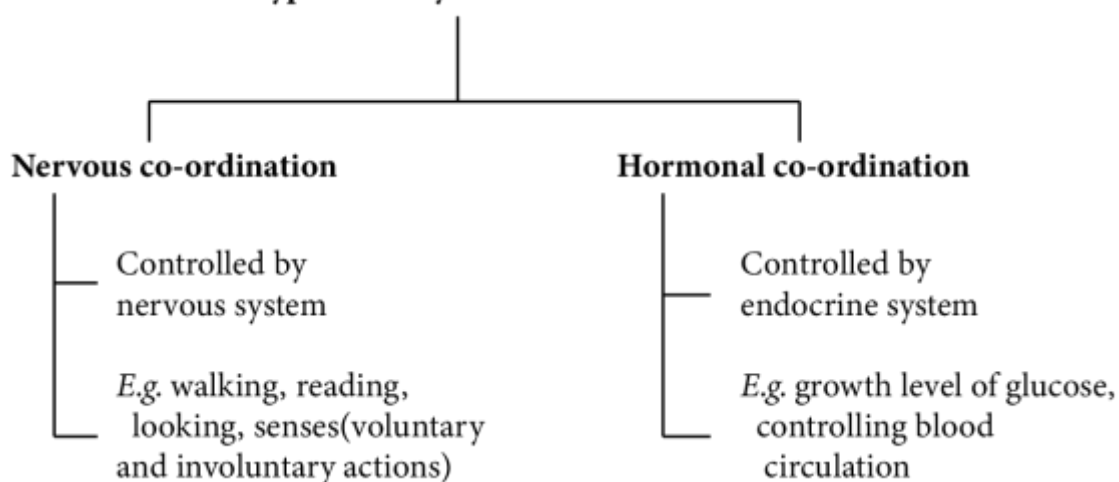 Nervous co-ordination
Hormonal co-ordination
Controlled by
nervous system
Controlled by
endocrine system
E.g. walking, reading,
looking, senses(voluntary
and involuntary actions)
E.g. growth level of glucose,
controlling blood
circulation